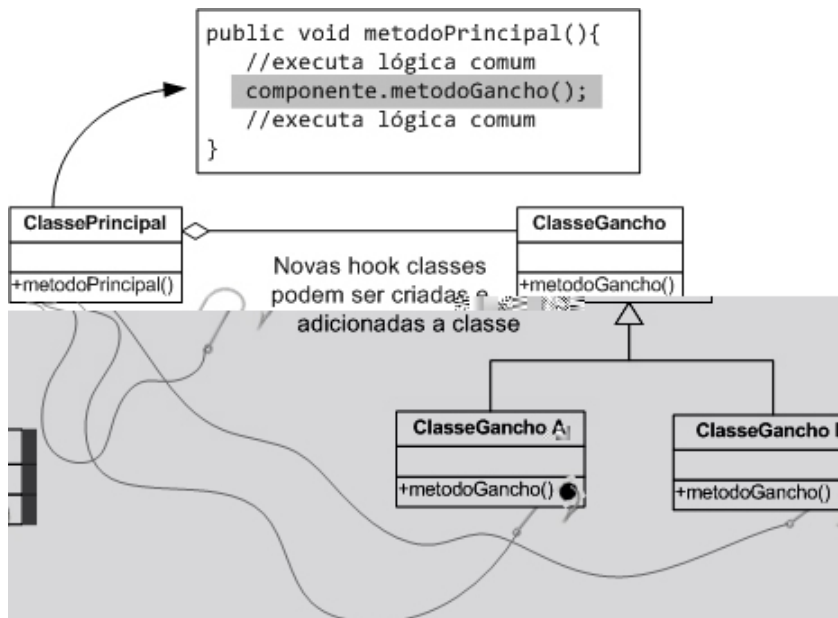 public void metodoPrincipal(){
//executa lógica comum
componente.metodoGancho();
//executa lógica comum
}
ClassePrincipal
+metodoPrincipal()
ClasseGancho
+metodoGancho()
Novas hook classes
podem ser criadas e
adicionadas a classe
ClasseGancho A
+metodoGancho()
ClasseGancho
+metodoGancho()